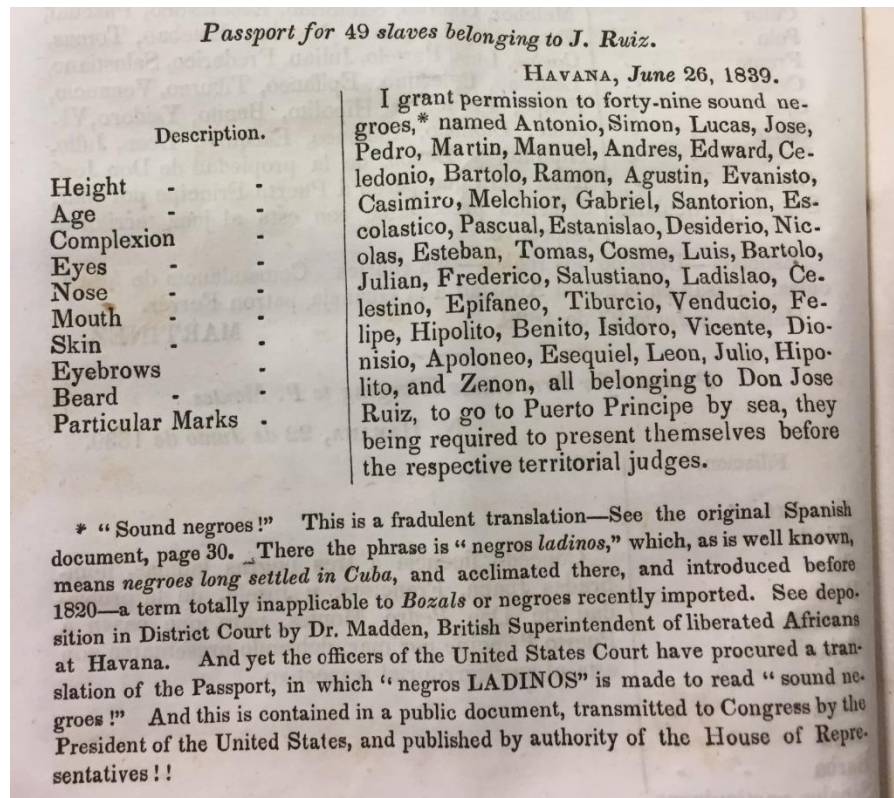 Passport for 49 slaves belonging to J. Ruiz.
HAVANA, June 26, 1839.
Description.
Height - -
Age - -
Complexion -
Eyes - -
Nose - -
Mouth - -
Skin - -
Eyebrows -
Beard - -
Particular Marks -
I grant permission to forty-nine sound ne-
groes,* named Antonio, Simon, Lucas, Jose,
Pedro, Martin, Manuel, Andres, Edward, Ce-
ledonio, Bartolo, Ramon, Agustin, Evanisto,
Casimiro, Melchior, Gabriel, Santorion, Es-
colastico, Pascual, Estanislao, Desiderio, Nic-
olas, Esteban, Tomas, Cosme, Luis, Bartolo,
Julian, Frederico, Salustiano, Ladislao, Ce-
lestino, Epifaneo, Tiburcio, Venducio, Fe-
lipe, Hipolito, Benito, Isidoro, Vicente, Dio-
nisio, Apoloneo, Esequiel, Leon, Julio, Hipo-
lito, and Zenon, all belonging to Don Jose
Ruiz, to go to Puerto Principe by sea, they
being required to present themselves before
the respective territorial judges.
* "Sound negroes!" This is a fradulent translation—See the original Spanish
document, page 30. There the phrase is "negros ladinos," which, as is well known,
means negroes long settled in Cuba, and acclimated there, and introduced before
1820—a term totally inapplicable to Bozals or negroes recently imported. See depo-
sition in District Court by Dr. Madden, British Superintendent of liberated Africans
at Havana. And yet the officers of the United States Court have procured a tran-
slation of the Passport, in which "negros LADINOS" is made to read "sound ne-
groes!" And this is contained in a public document, transmitted to Congress by the
President of the United States, and published by authority of the House of Repre-
sentatives!!